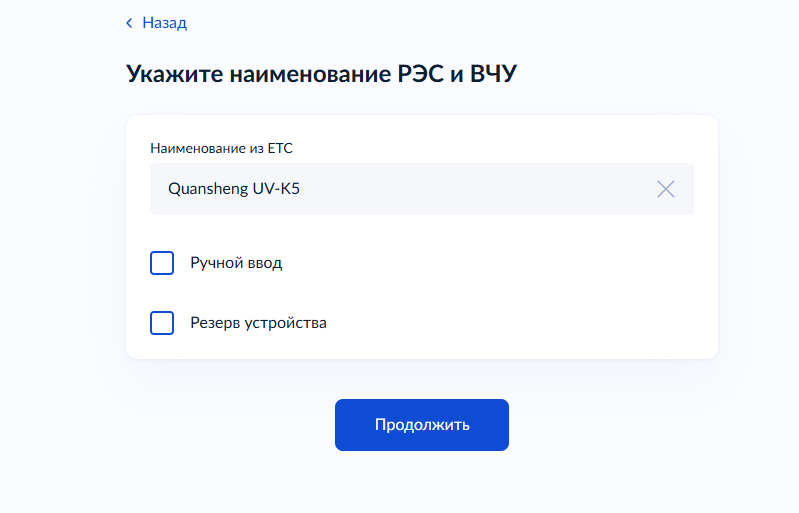 Назад
Укажите наименование РЭС и ВЧУ
Наименование из ЕТС
Quansheng UV-K5
Ручной ввод
Резерв устройства
Продолжить